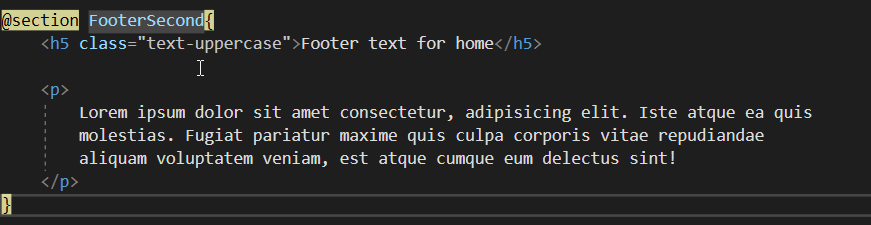 @section FooterSecond{
<h5 class="text-uppercase">Footer text for home</h5>
<p>
Lorem ipsum dolor sit amet consectetur, adipisicing elit. Iste atque ea quis
molestias. Fugiat pariatur maxime quis culpa corporis vitae repudiandae
aliquam voluptatem veniam, est atque cumque eum delectus sint!
</p>
}